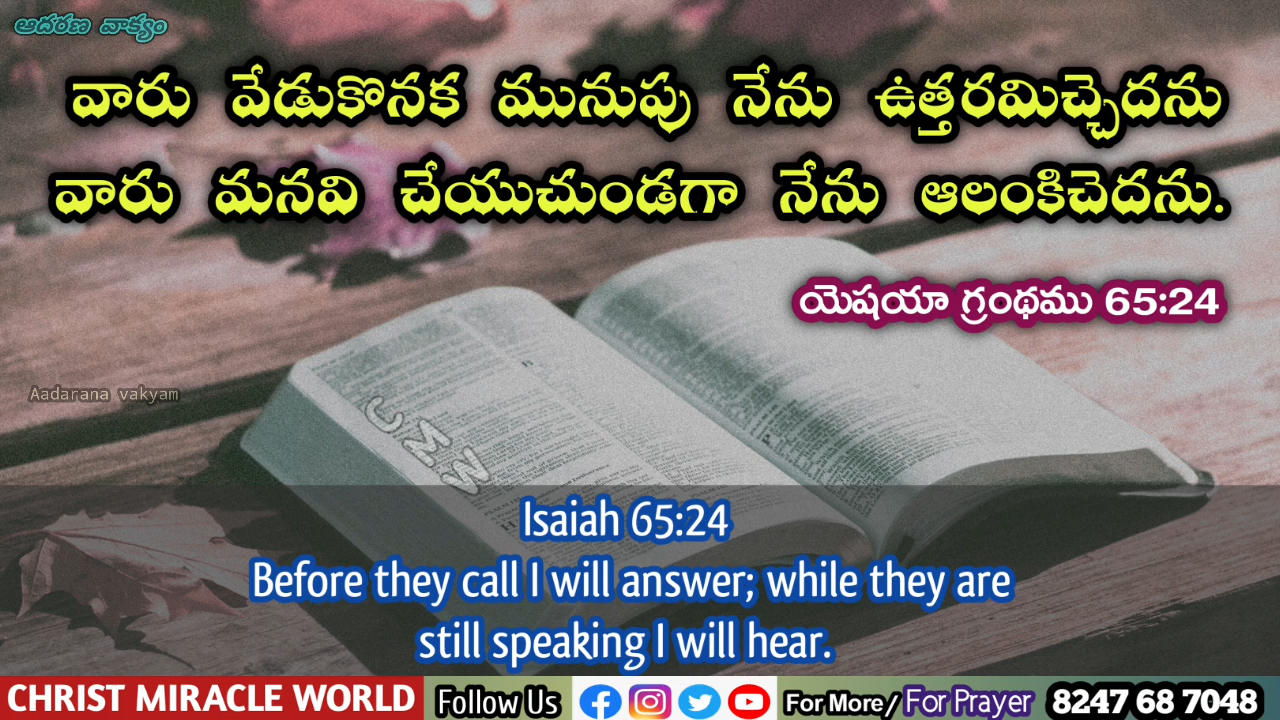 ఆదరణ వాక్యం
వారు వేడుకొనక మునుపు నేను ఉత్తరమిచ్చెదను
వారు మనవి చేయుచుండగా నేను ఆలంకిచెదను.
యెషయా గ్రంథము 65:24
Aadarana vakyam
CMW
Isaiah 65:24
Before they call I will answer; while they are
still speaking I will hear.
CHRIST MIRACLE WORLD Follow Us For More/ For Prayer 8247 68 7048